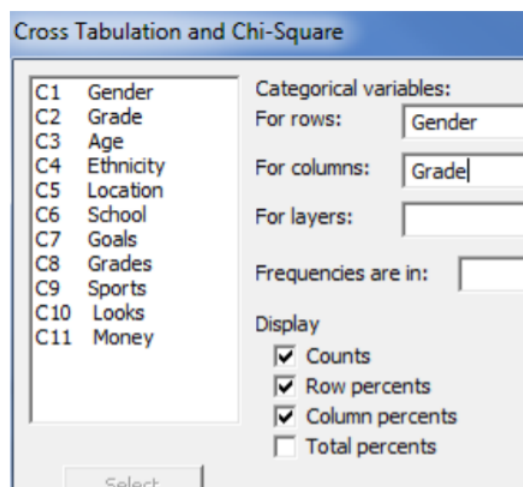 Cross Tabulation and Chi-Square
C1 Gender
C2 Grade
C3 Age
C4 Ethnicity
C5 Location
C6 School
C7 Goals
C8 Grades
C9 Sports
C10 Looks
C11 Money
Categorical variables:
For rows: Gender
For columns: Grade
For layers:
Frequencies are in:
Display
Counts
Row percents
Column percents
Total percents
Select